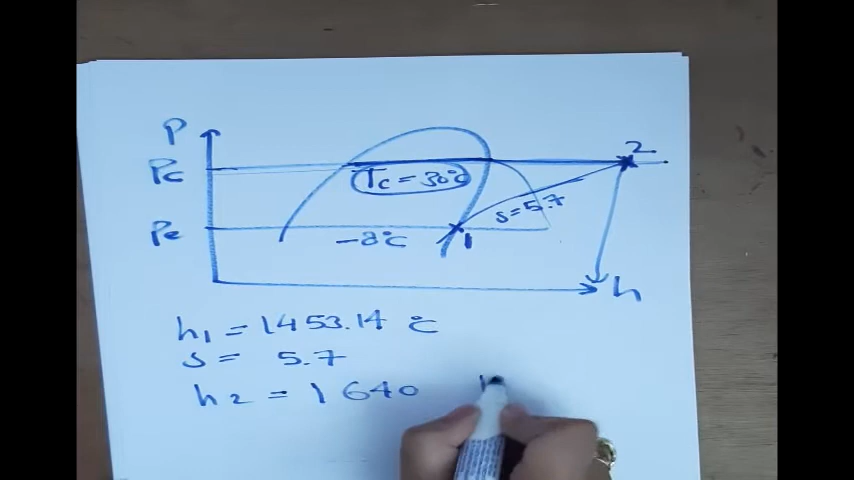 P
2
Pc
Tc = 30°C
s = 5.7
Pe
-8°C
1
h
h1 = 1453.14 °C
s = 5.7
h2 = 1640